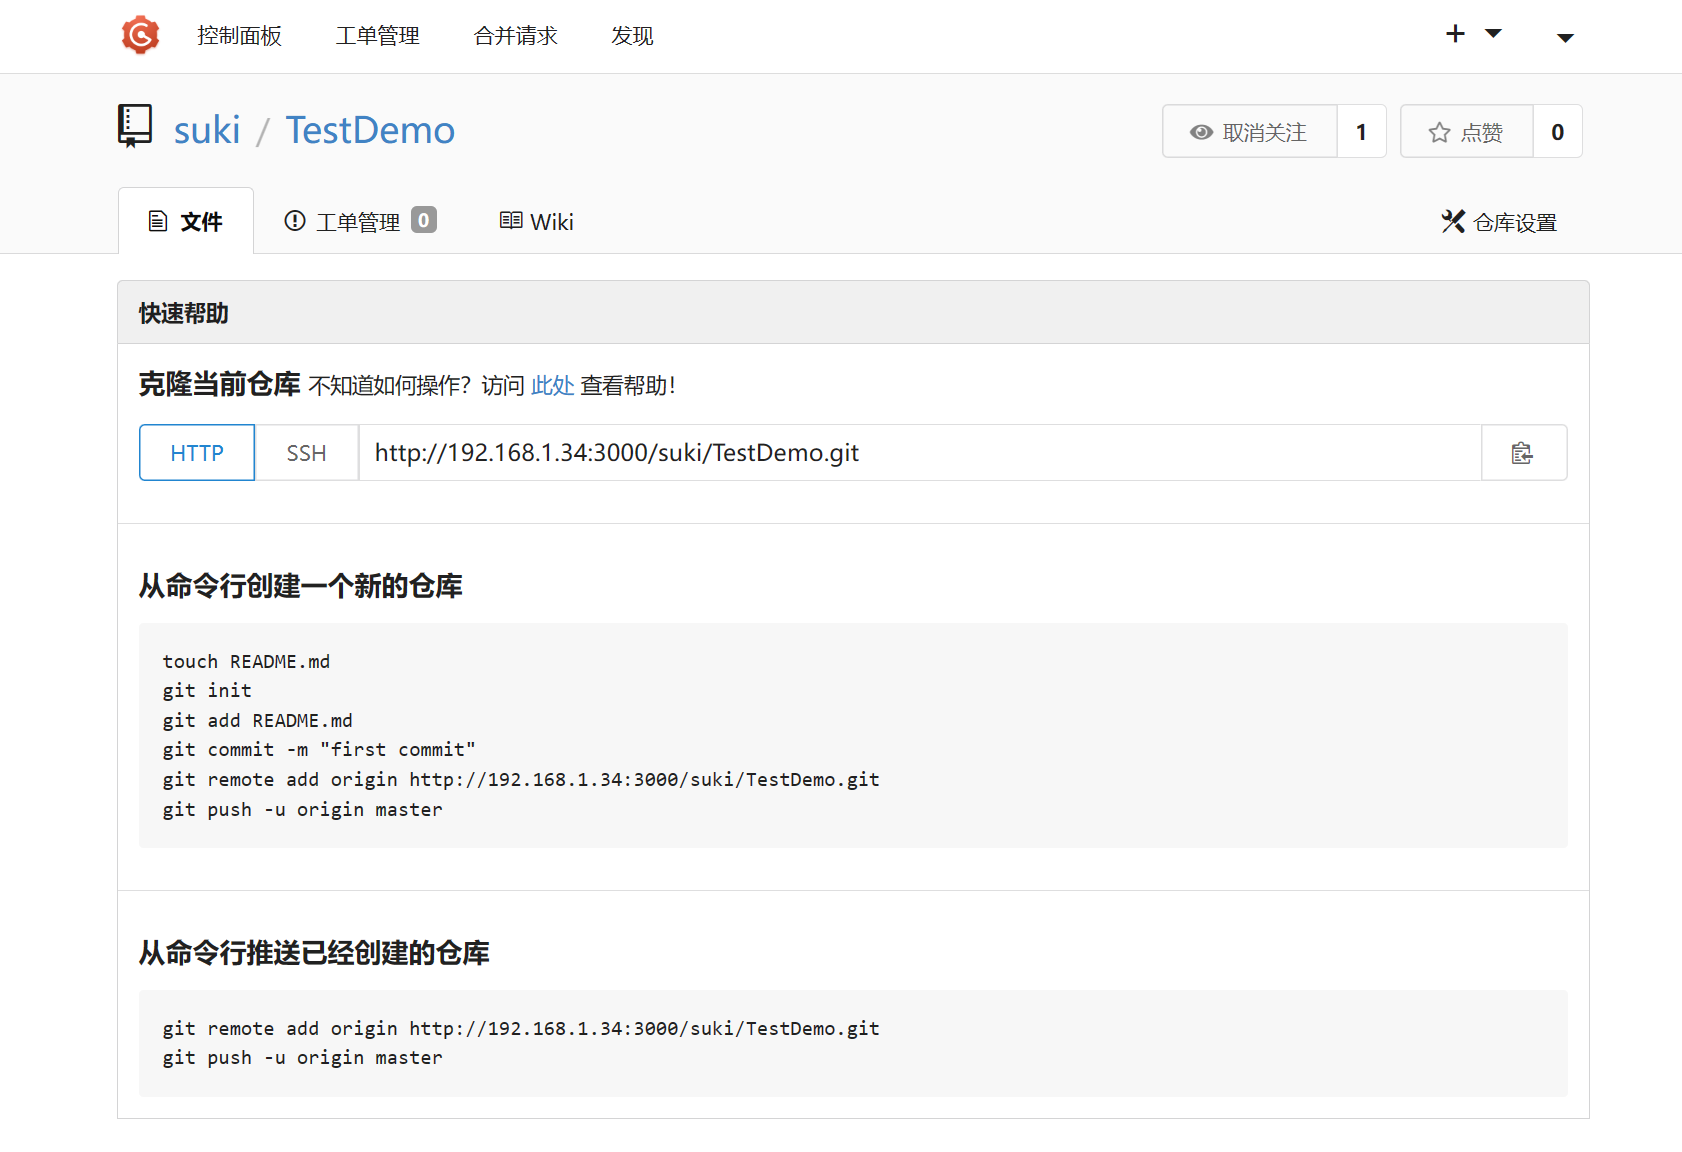 控制面板 工单管理 合并请求 发现
suki / TestDemo
取消关注 1 点赞 0
文件 工单管理 0 Wiki 仓库设置
快速帮助
克隆当前仓库 不知道如何操作？访问 此处 查看帮助！
HTTP SSH http://192.168.1.34:3000/suki/TestDemo.git
从命令行创建一个新的仓库
touch README.md
git init
git add README.md
git commit -m "first commit"
git remote add origin http://192.168.1.34:3000/suki/TestDemo.git
git push -u origin master
从命令行推送已经创建的仓库
git remote add origin http://192.168.1.34:3000/suki/TestDemo.git
git push -u origin master